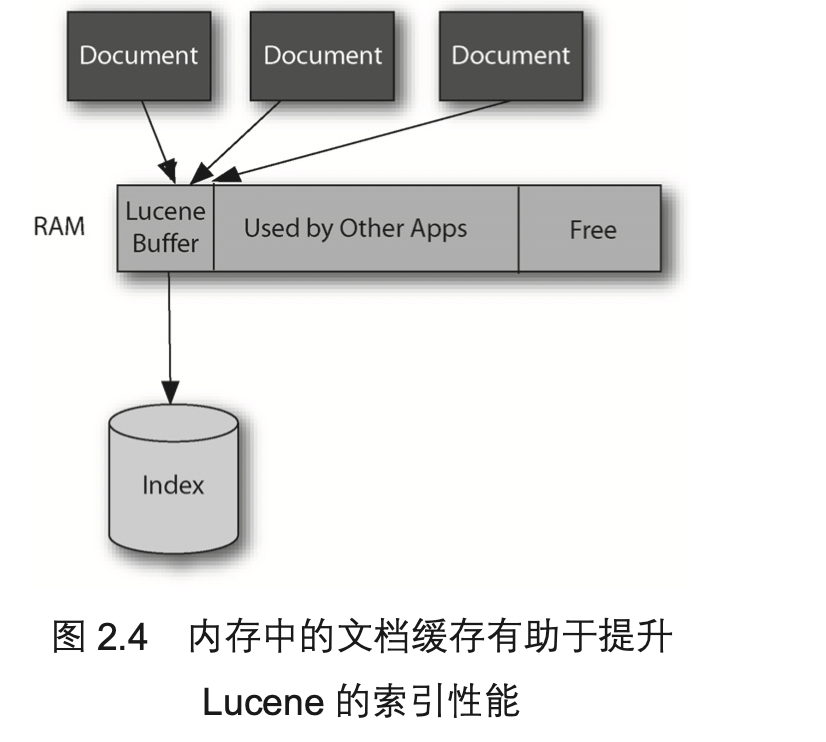 Document
Document
Document
RAM
Lucene
Buffer
Used by Other Apps
Free
Index
图 2.4 内存中的文档缓存有助于提升
Lucene 的索引性能